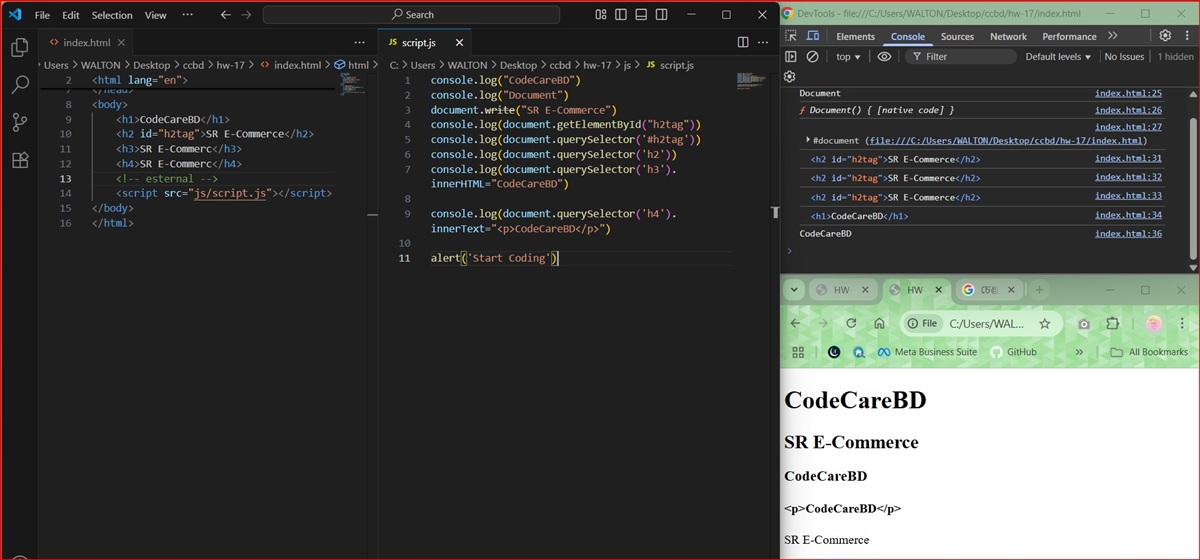 File Edit Selection View ··· Search
index.html
Users > WALTON > Desktop > ccbd > hw-17 > index.html > html
2 <html lang="en">
7 </head>
8 <body>
9 <h1>CodeCareBD</h1>
10 <h2 id="h2tag">SR E-Commerce</h2>
11 <h3>SR E-Commerc</h3>
12 <h4>SR E-Commerc</h4>
13 <!-- esternal -->
14 <script src="js/script.js"></script>
15 </body>
16 </html>
JS script.js
C: > Users > WALTON > Desktop > ccbd > hw-17 > js > JS script.js
1 console.log("CodeCareBD")
2 console.log("Document")
3 document.write("SR E-Commerce")
4 console.log(document.getElementById("h2tag"))
5 console.log(document.querySelector('#h2tag'))
6 console.log(document.querySelector('h2'))
7 console.log(document.querySelector('h3').
innerHTML="CodeCareBD")
8
9 console.log(document.querySelector('h4').
innerText="<p>CodeCareBD</p>")
10
11 alert('Start Coding')
DevTools - file:///C:/Users/WALTON/Desktop/ccbd/hw-17/index.html
Elements Console Sources Network Performance >>
top Filter Default levels No Issues 1 hidden
Document index.html:25
ƒ Document() { [native code] } index.html:26
index.html:27
#document (file:///C:/Users/WALTON/Desktop/ccbd/hw-17/index.html)
<h2 id="h2tag">SR E-Commerce</h2> index.html:31
<h2 id="h2tag">SR E-Commerce</h2> index.html:32
<h2 id="h2tag">SR E-Commerce</h2> index.html:33
<h1>CodeCareBD</h1> index.html:34
CodeCareBD index.html:36
HW HW
File C:/Users/WAL...
Meta Business Suite GitHub >> All Bookmarks
CodeCareBD
SR E-Commerce
CodeCareBD
<p>CodeCareBD</p>
SR E-Commerce